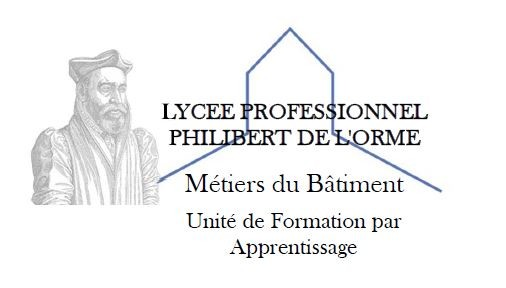 LYCEE PROFESSIONNEL
PHILIBERT DE L'ORME
Métiers du Bâtiment
Unité de Formation par
Apprentissage